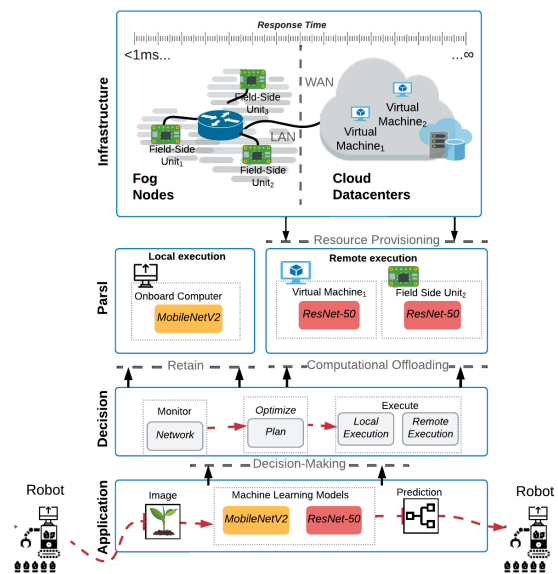 Response Time
<1ms...
...∞
Infrastructure
WAN
LAN
Field-Side
Unit3
Field-Side
Unit1
Field-Side
Unit2
Virtual
Machine2
Virtual
Machine1
Fog
Nodes
Cloud
Datacenters
Resource Provisioning
Parsl
Local execution
Onboard Computer
MobileNetV2
Remote execution
Virtual Machine1
ResNet-50
Field Side Unit2
ResNet-50
Retain
Computational Offloading
Decision
Monitor
Network
Optimize
Plan
Execute
Local
Execution
Remote
Execution
Decision-Making
Application
Robot
Image
Machine Learning Models
MobileNetV2
ResNet-50
Prediction
Robot